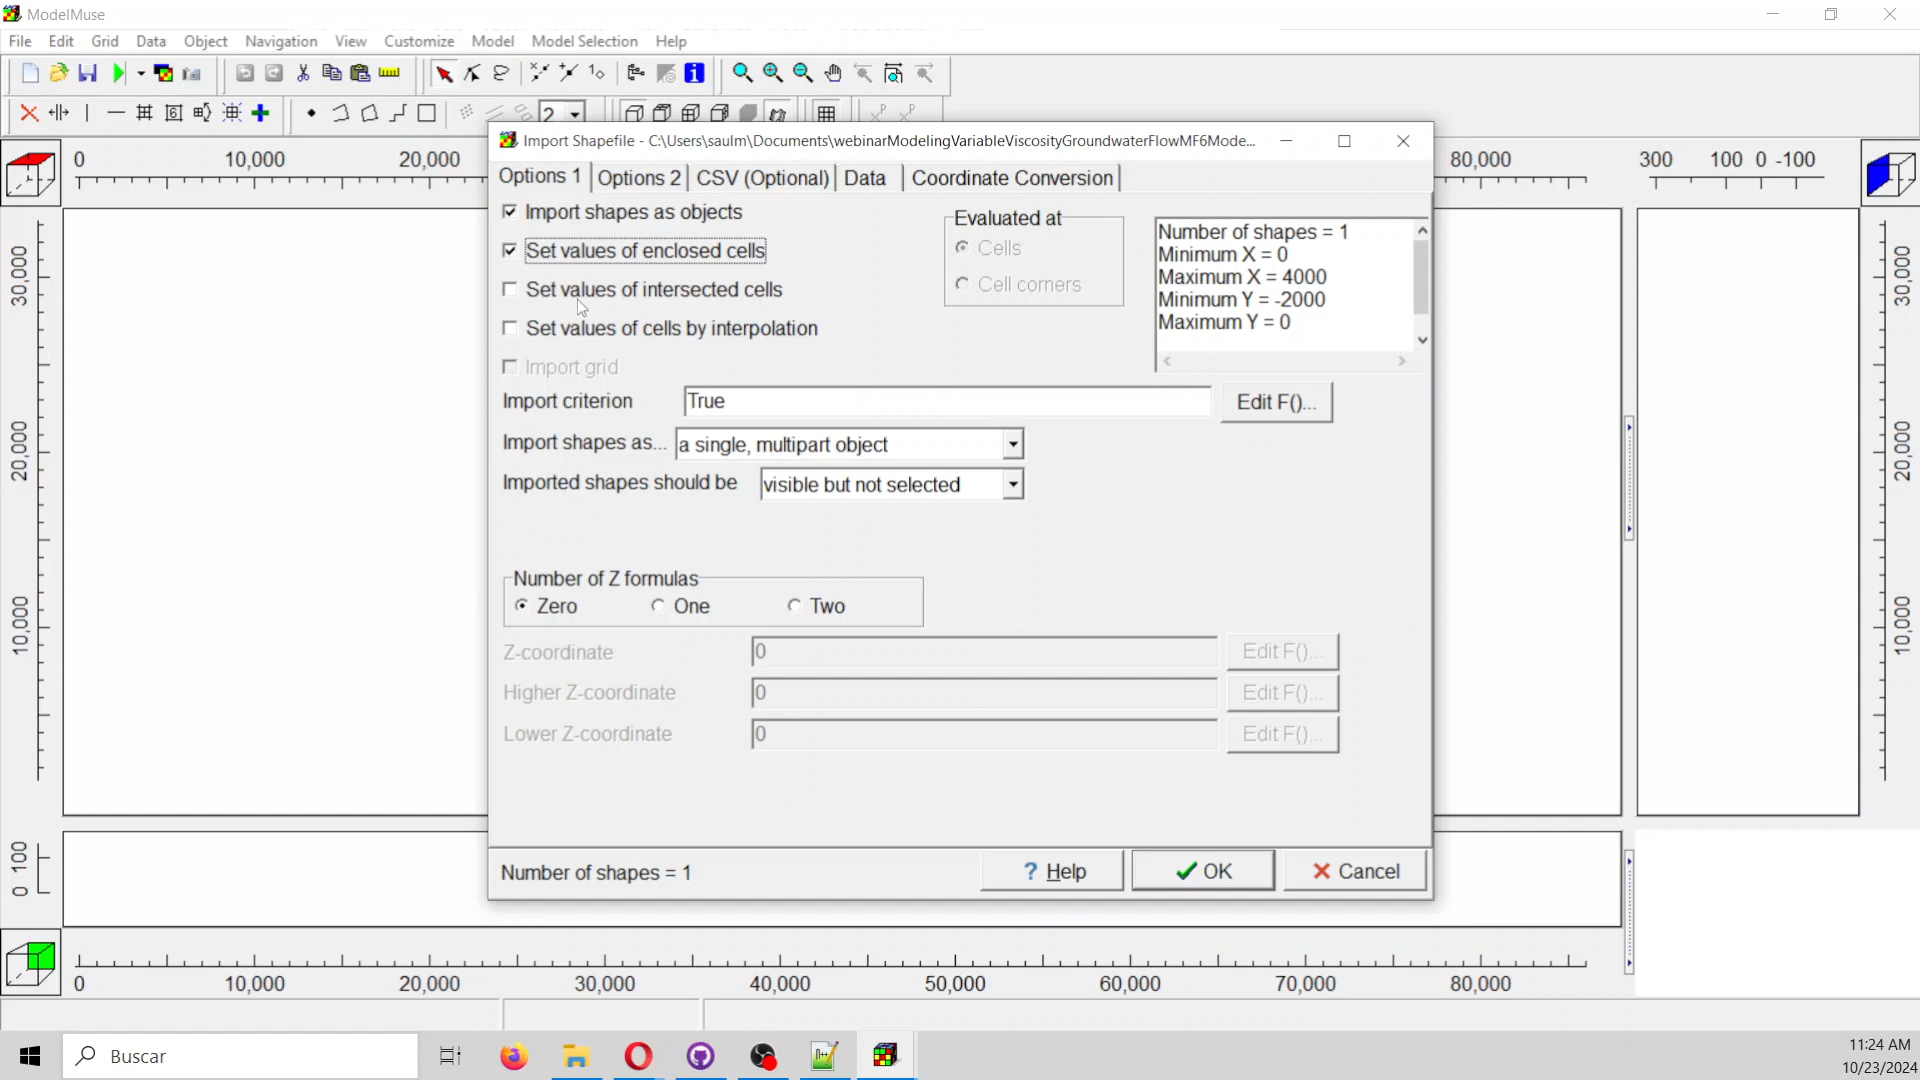 ModelMuse
File Edit Grid Data Object Navigation View Customize Model Model Selection Help
2
Import Shapefile - C:\Users\saulm\Documents\webinarModelingVariableViscosityGroundwaterFlowMF6Mode...
0 10,000 20,000 80,000 300 100 0 -100
Options 1 Options 2 CSV (Optional) Data Coordinate Conversion
Import shapes as objects
Set values of enclosed cells
Set values of intersected cells
Set values of cells by interpolation
Import grid
Evaluated at
Cells
Cell corners
Number of shapes = 1
Minimum X = 0
Maximum X = 4000
Minimum Y = -2000
Maximum Y = 0
Import criterion True Edit F()...
Import shapes as... a single, multipart object
Imported shapes should be visible but not selected
Number of Z formulas
Zero One Two
Z-coordinate 0 Edit F()...
Higher Z-coordinate 0 Edit F()...
Lower Z-coordinate 0 Edit F()...
Number of shapes = 1 ? Help OK Cancel
30,000
20,000
10,000
30,000
20,000
10,000
0 100
0 10,000 20,000 30,000 40,000 50,000 60,000 70,000 80,000
Buscar
11:24 AM
10/23/2024